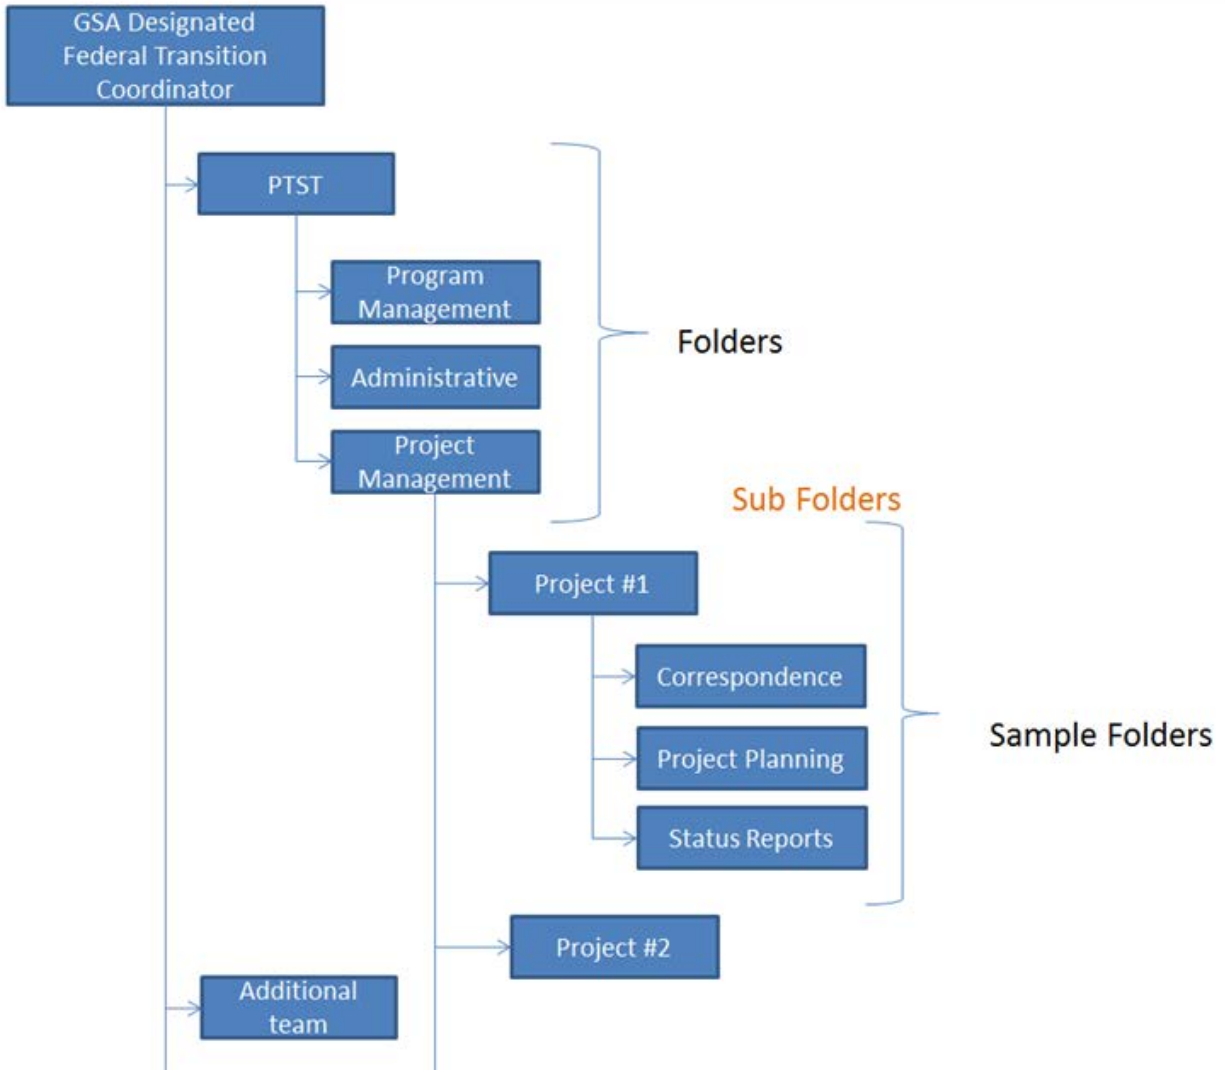 GSA Designated
Federal Transition
Coordinator
PTST
Program
Management
Folders
Administrative
Project
Management
Sub Folders
Project #1
Correspondence
Sample Folders
Project Planning
Status Reports
Project #2
Additional
team